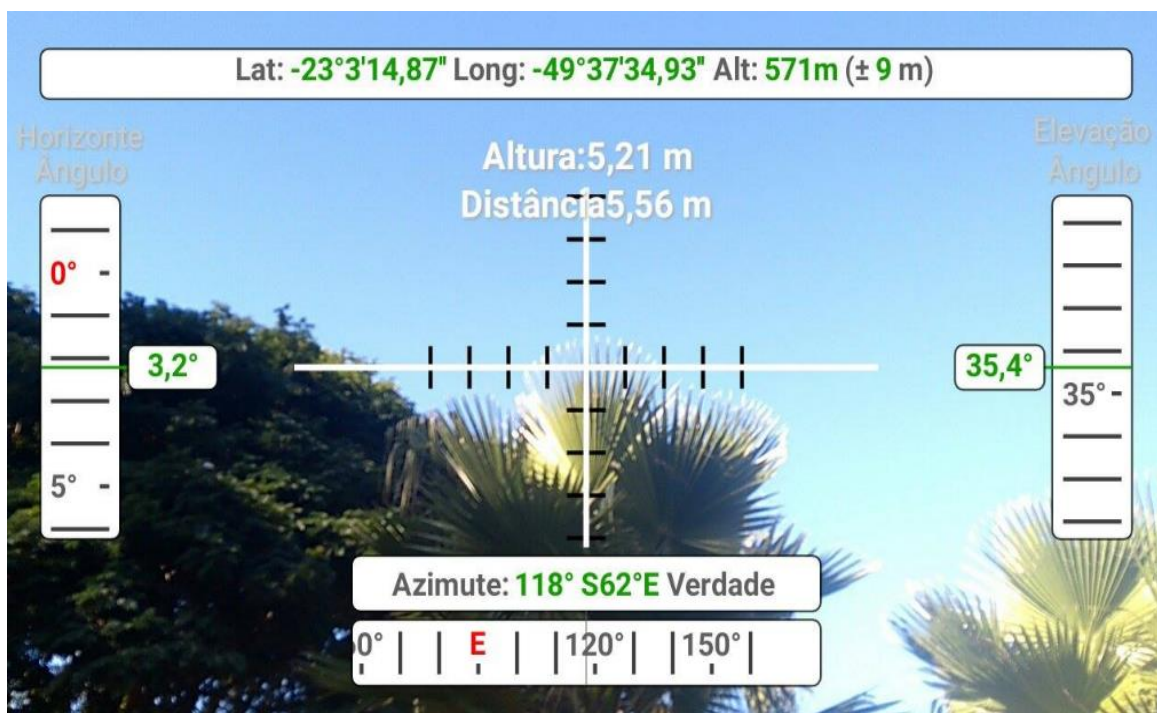 Lat: -23°3'14,87" Long: -49°37'34,93" Alt: 571m (± 9 m)
Horizonte
Ângulo
Elevação
Ângulo
Altura:5,21 m
Distância5,56 m
0°
3,2°
5°
35,4°
35°
Azimute: 118° S62°E Verdade
0° E 120° 150°